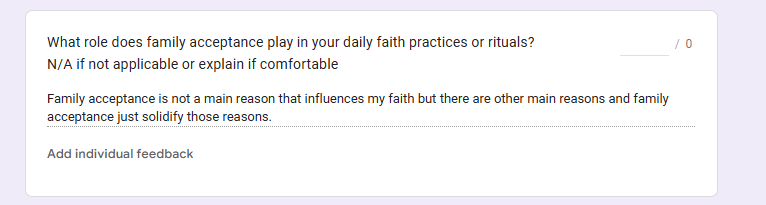 What role does family acceptance play in your daily faith practices or rituals?
/ 0
N/A if not applicable or explain if comfortable
Family acceptance is not a main reason that influences my faith but there are other main reasons and family
acceptance just solidify those reasons.
Add individual feedback